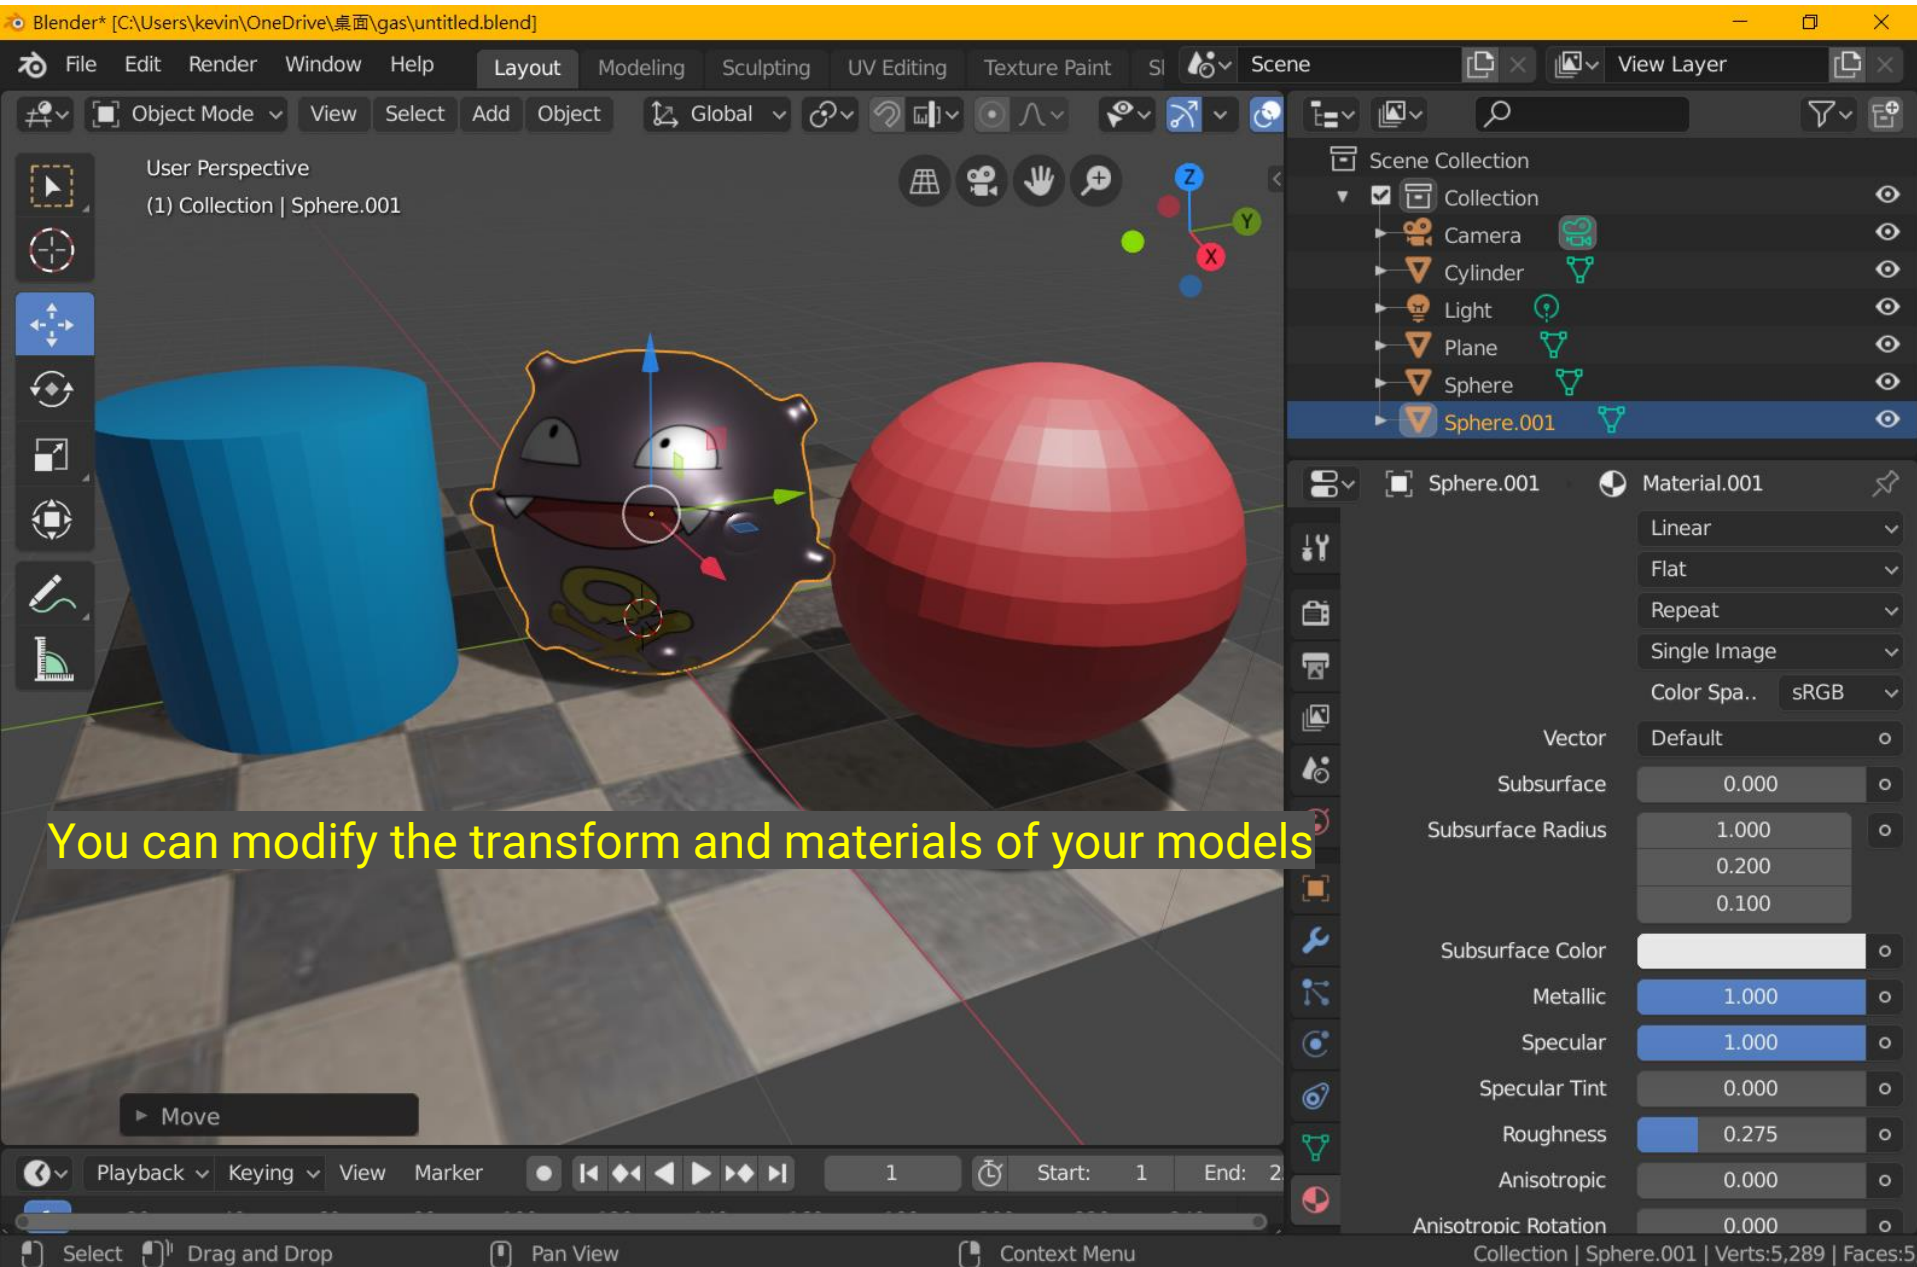 Blender* [C:\Users\kevin\OneDrive\桌面\gas\untitled.blend]
File Edit Render Window Help Layout Modeling Sculpting UV Editing Texture Paint Scene View Layer
Object Mode View Select Add Object Global
User Perspective
(1) Collection | Sphere.001
Z
Y
X
Scene Collection
Collection
Camera
Cylinder
Light
Plane
Sphere
Sphere.001
Sphere.001 Material.001
Linear
Flat
Repeat
Single Image
Color Spa.. sRGB
Vector Default
Subsurface 0.000
Subsurface Radius 1.000
0.200
0.100
Subsurface Color
Metallic 1.000
Specular 1.000
Specular Tint 0.000
Roughness 0.275
Anisotropic 0.000
Anisotropic Rotation 0.000
You can modify the transform and materials of your models
Move
Playback Keying View Marker 1 Start: 1 End: 2
Select Drag and Drop Pan View Context Menu Collection | Sphere.001 | Verts:5,289 | Faces:5